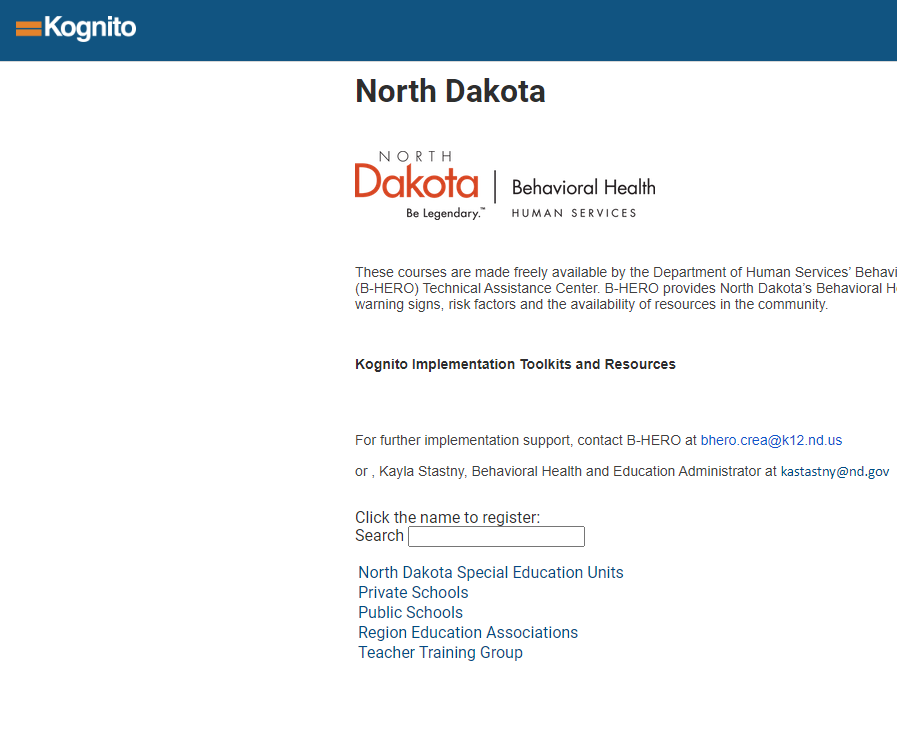 Kognito
North Dakota
NORTH
Dakota
Be Legendary.™
Behavioral Health
HUMAN SERVICES
These courses are made freely available by the Department of Human Services’
(B-HERO) Technical Assistance Center. B-HERO provides North Dakota’s Behavioral
warning signs, risk factors and the availability of resources in the community.
Kognito Implementation Toolkits and Resources
For further implementation support, contact B-HERO at bhero.crea@k12.nd.us
or , Kayla Stastny, Behavioral Health and Education Administrator at kastastny@nd.gov
Click the name to register:
Search
North Dakota Special Education Units
Private Schools
Public Schools
Region Education Associations
Teacher Training Group